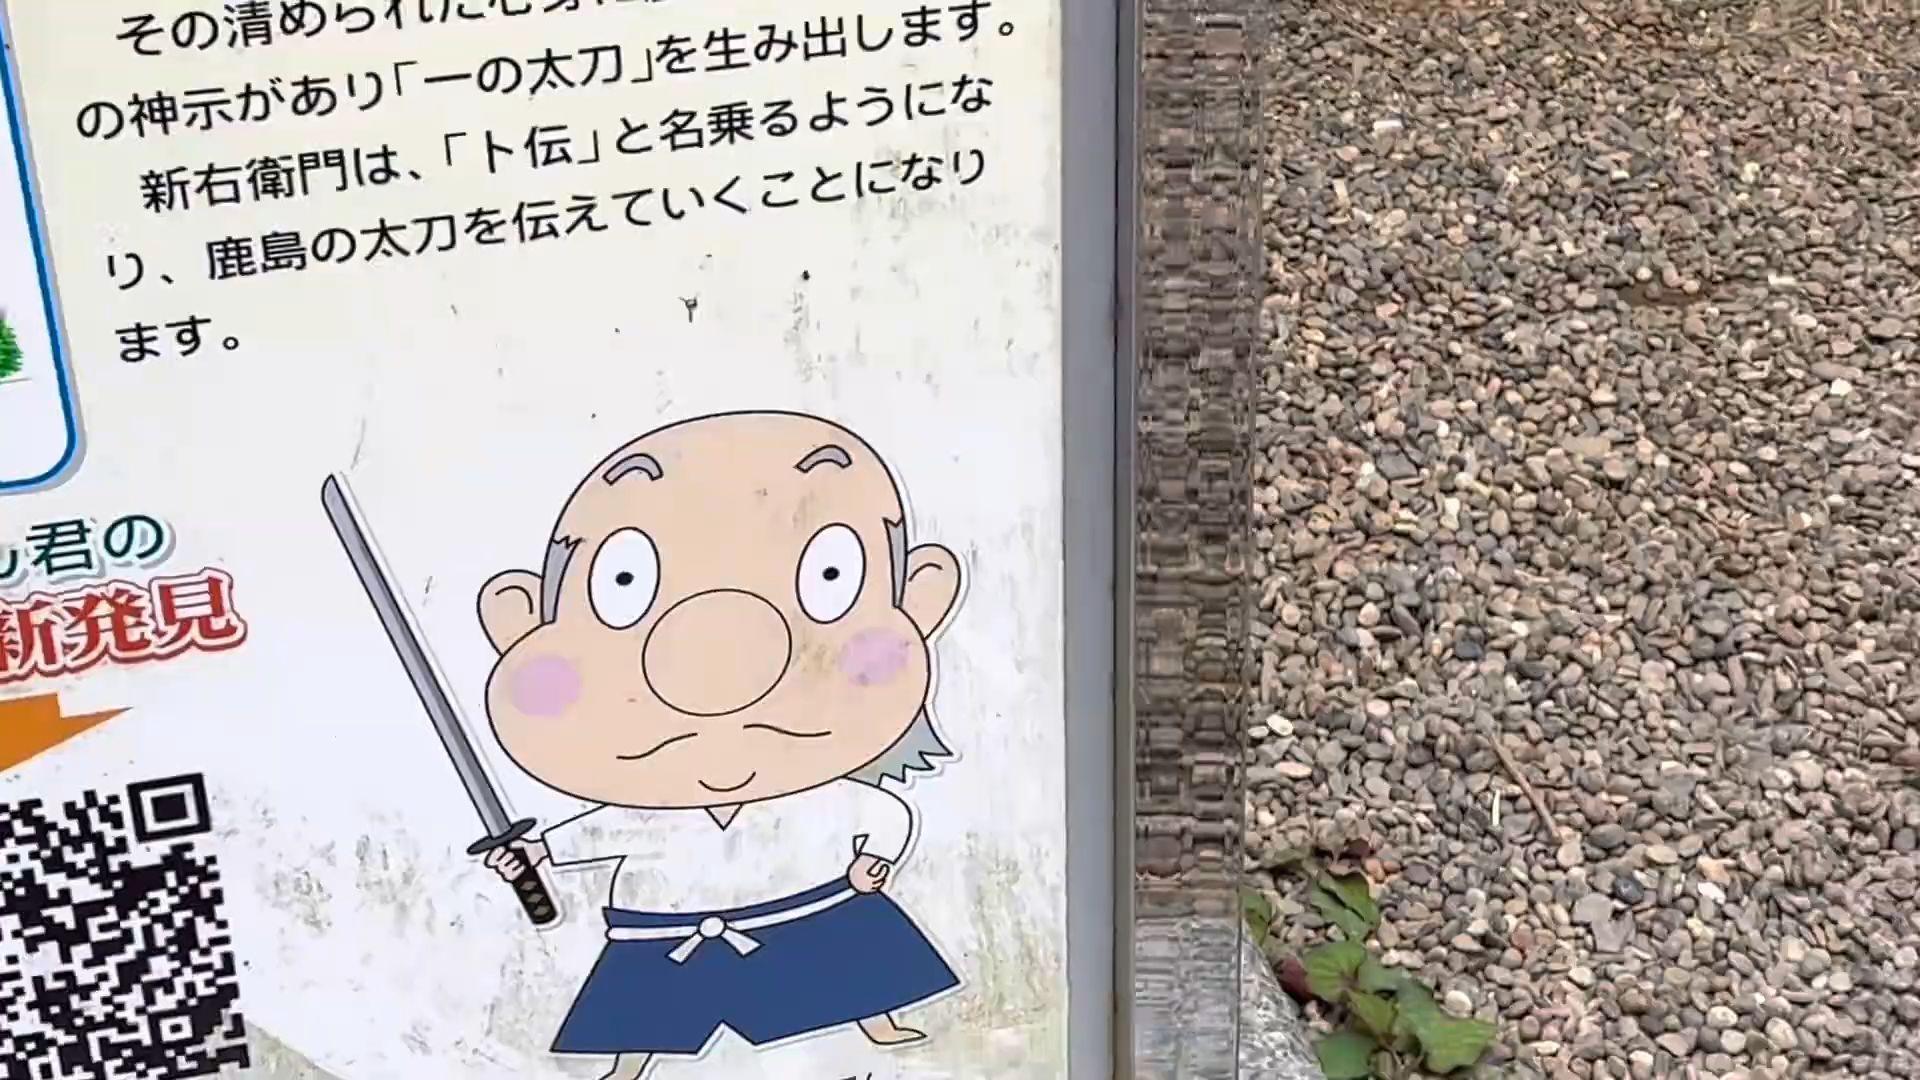 その清められた心身に
の神示があり「一の太刀」を生み出します。
新右衛門は、「卜伝」と名乗るようにな
り、鹿島の太刀を伝えていくことになり
ます。
君の
新発見